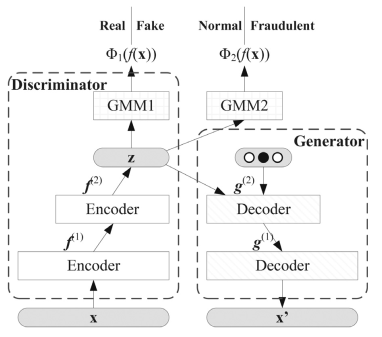 Real Fake Normal Fraudulent
Φ₁(f(x)) Φ₂(f(x))
Discriminator
GMM1 GMM2
Generator
z
f⁽²⁾ g⁽²⁾
Encoder Decoder
f⁽¹⁾ g⁽¹⁾
Encoder Decoder
x x’